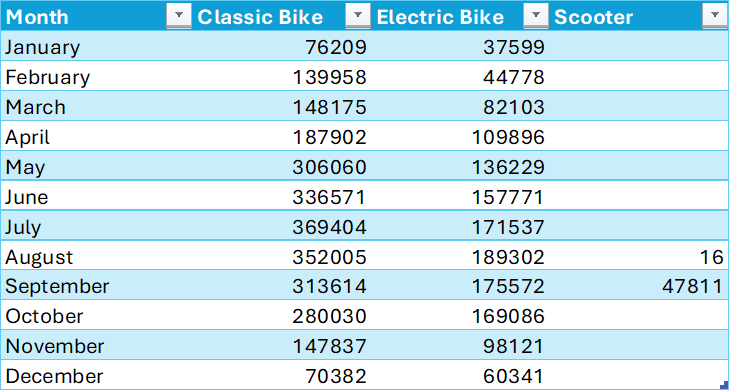 Month Classic Bike Electric Bike Scooter
January 76209 37599
February 139958 44778
March 148175 82103
April 187902 109896
May 306060 136229
June 336571 157771
July 369404 171537
August 352005 189302 16
September 313614 175572 47811
October 280030 169086
November 147837 98121
December 70382 60341